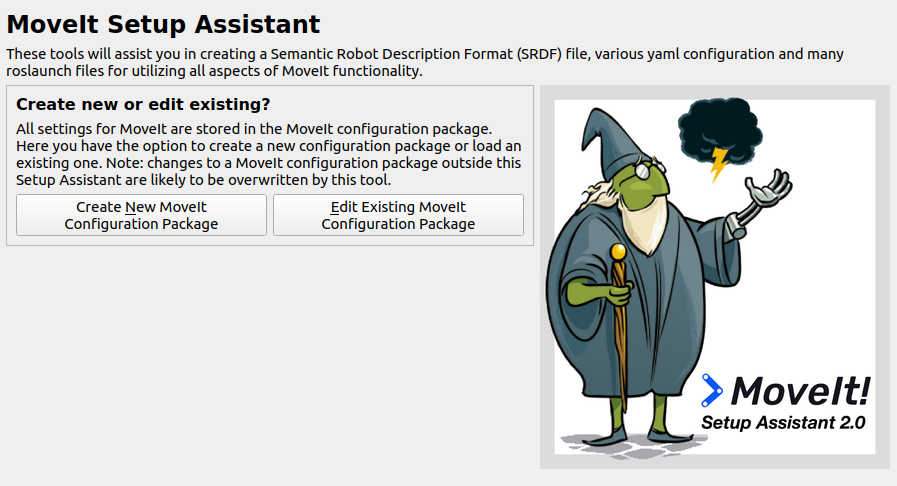 MoveIt Setup Assistant
These tools will assist you in creating a Semantic Robot Description Format (SRDF) file, various yaml configuration and many
roslaunch files for utilizing all aspects of MoveIt functionality.
Create new or edit existing?
All settings for MoveIt are stored in the MoveIt configuration package.
Here you have the option to create a new configuration package or load an
existing one. Note: changes to a MoveIt configuration package outside this
Setup Assistant are likely to be overwritten by this tool.
Create New MoveIt
Configuration Package
Edit Existing MoveIt
Configuration Package
MoveIt!
Setup Assistant 2.0